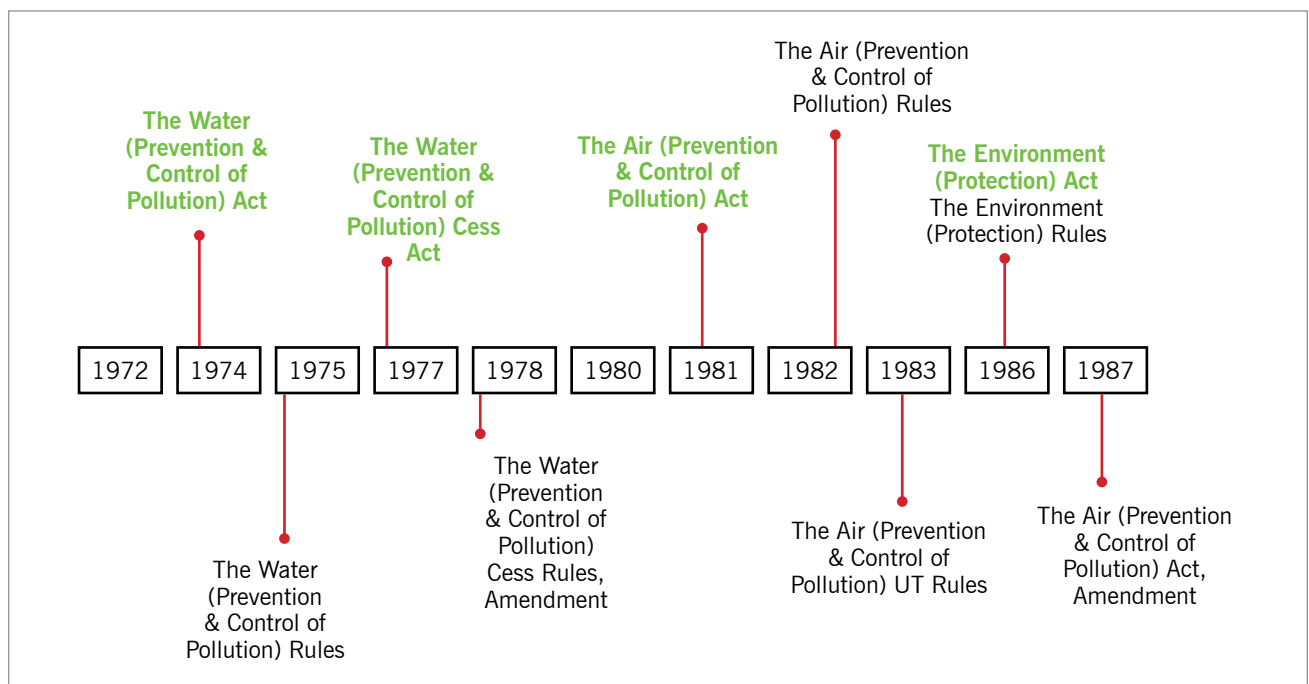 The Water
(Prevention &
Control of
Pollution) Act
The Water
(Prevention &
Control of
Pollution) Cess
Act
The Air (Prevention
& Control of
Pollution) Act
The Air (Prevention
& Control of
Pollution) Rules
The Environment
(Protection) Act
The Environment
(Protection) Rules
1972
1974
1975
1977
1978
1980
1981
1982
1983
1986
1987
The Water
(Prevention
& Control of
Pollution) Rules
The Water
(Prevention
& Control of
Pollution)
Cess Rules,
Amendment
The Air (Prevention
& Control of
Pollution) UT Rules
The Air (Prevention
& Control of
Pollution) Act,
Amendment